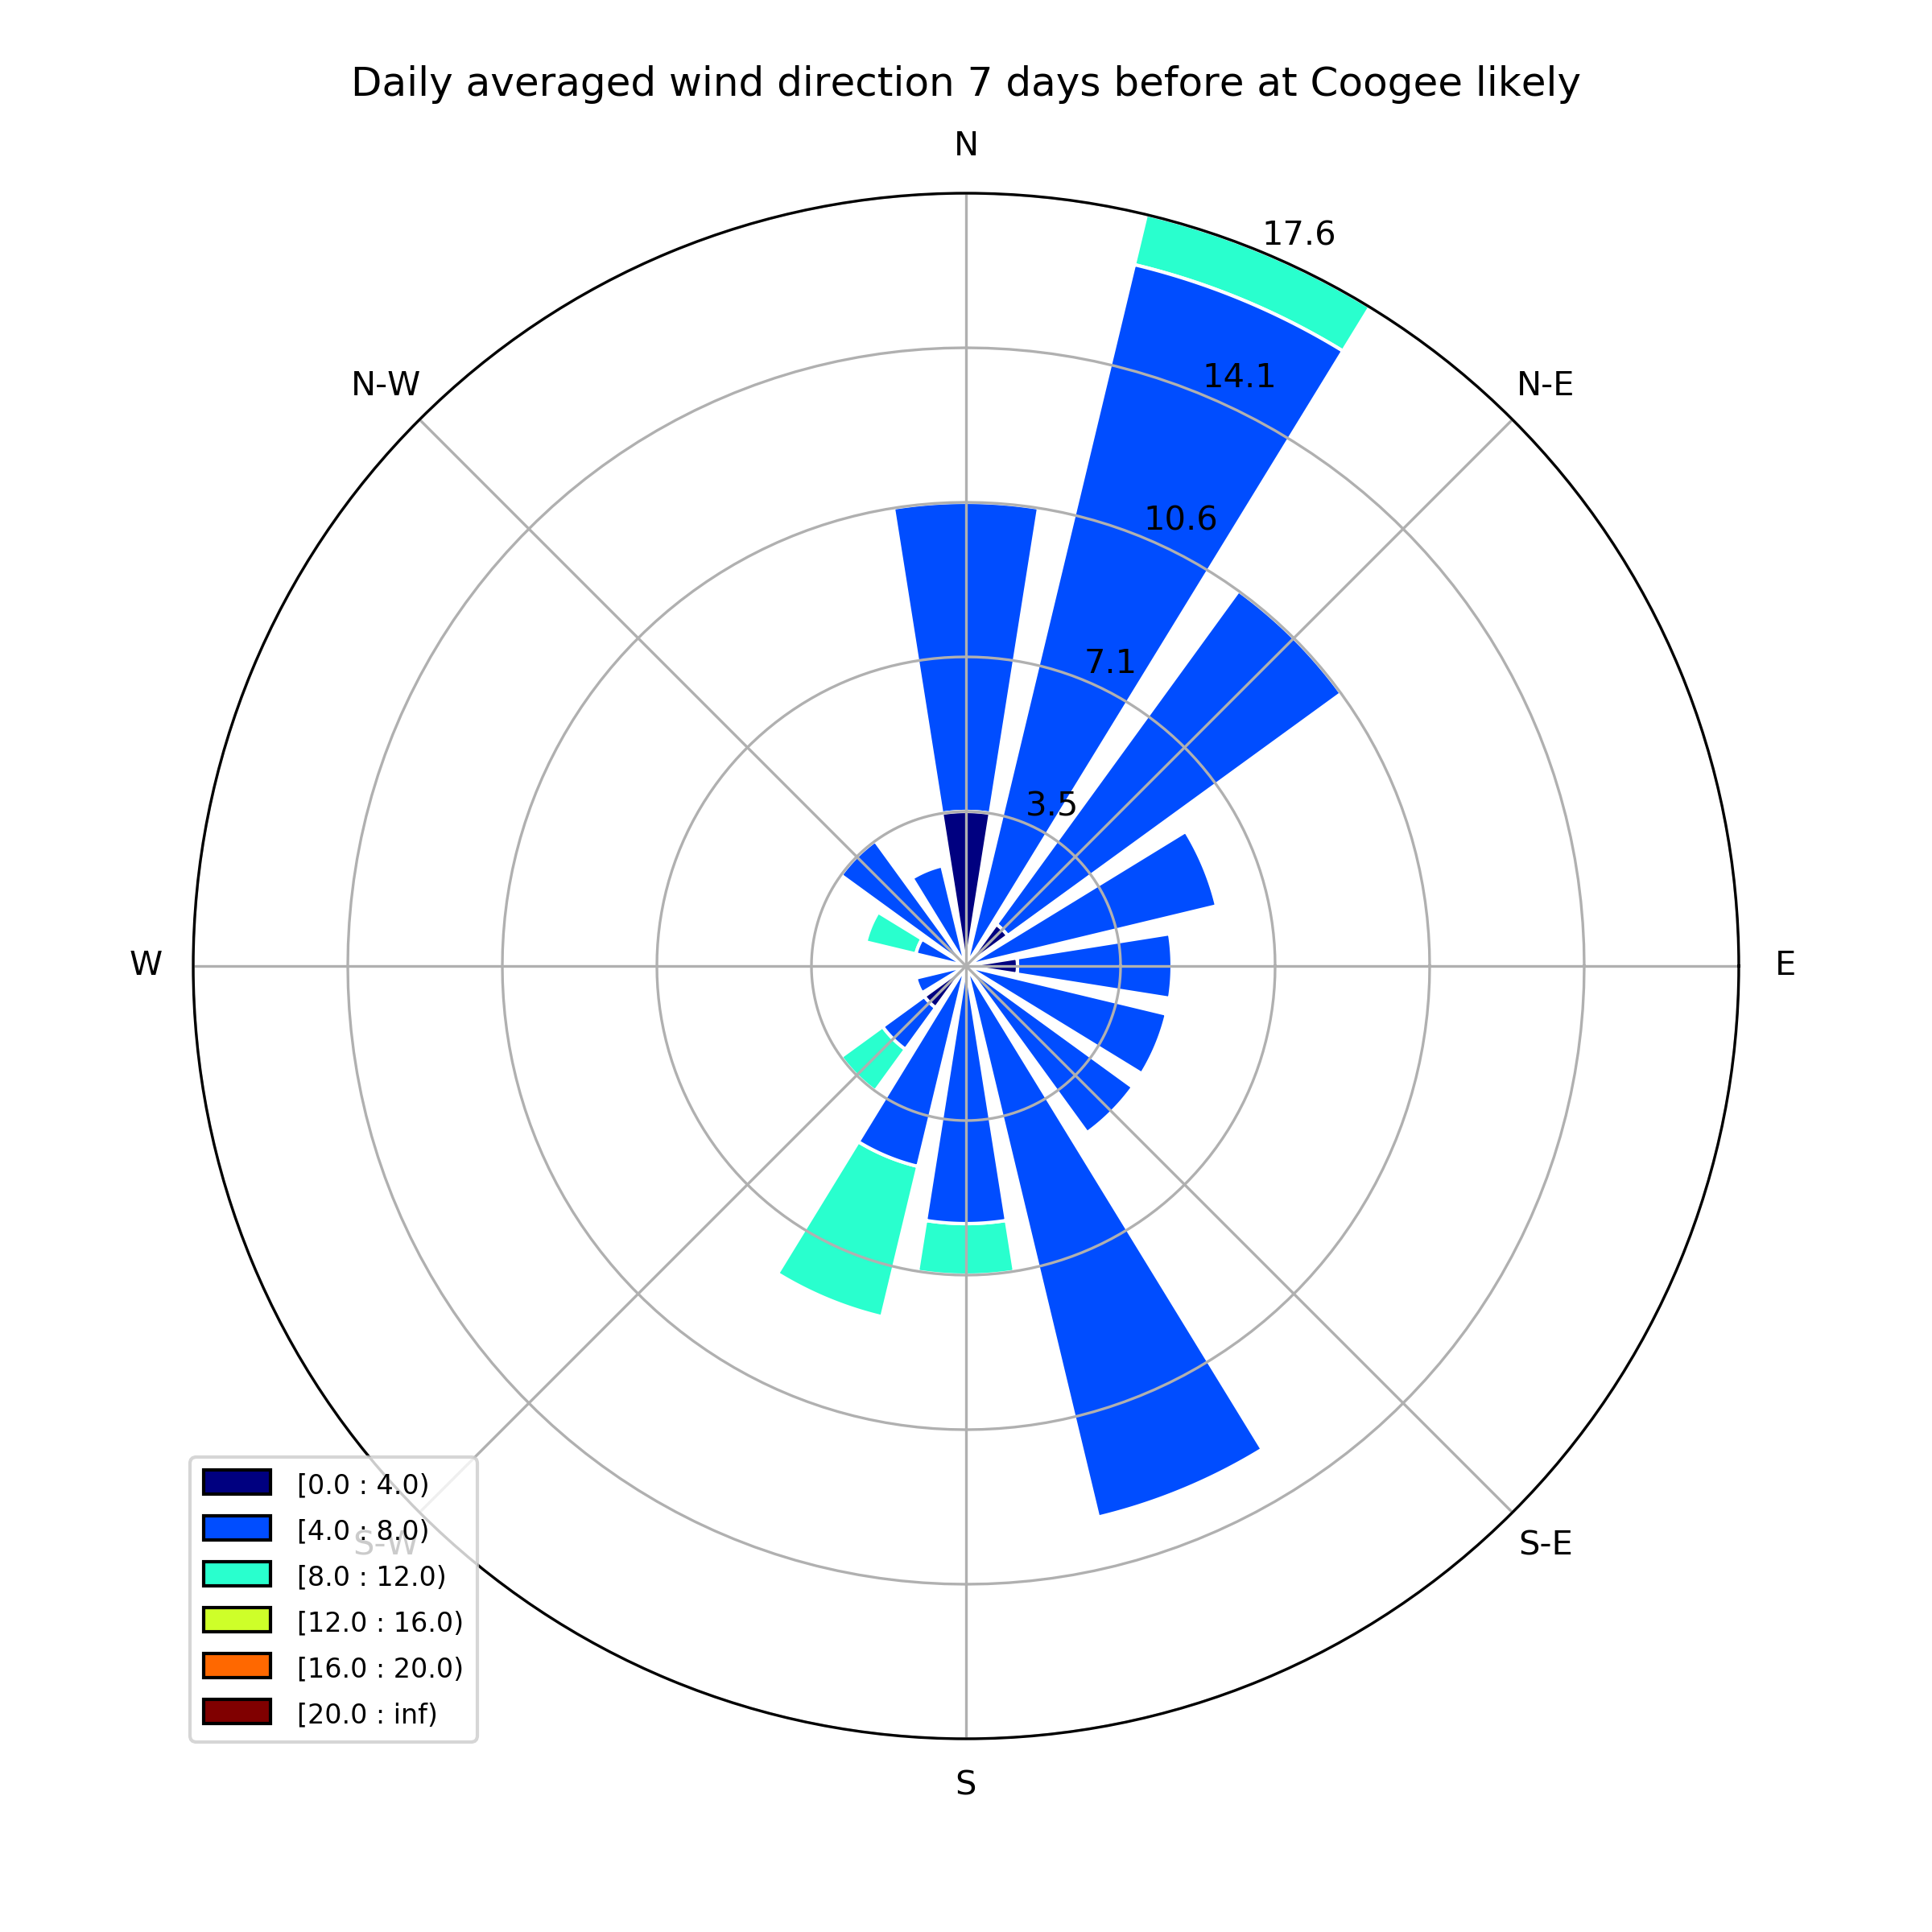 Daily averaged wind direction 7 days before at Coogee likely
N
17.6
N-W
14.1
N-E
10.6
7.1
3.5
W
E
[0.0 : 4.0)
[4.0 : 8.0)
S-W
S-E
[8.0 : 12.0)
[12.0 : 16.0)
[16.0 : 20.0)
[20.0 : inf)
S